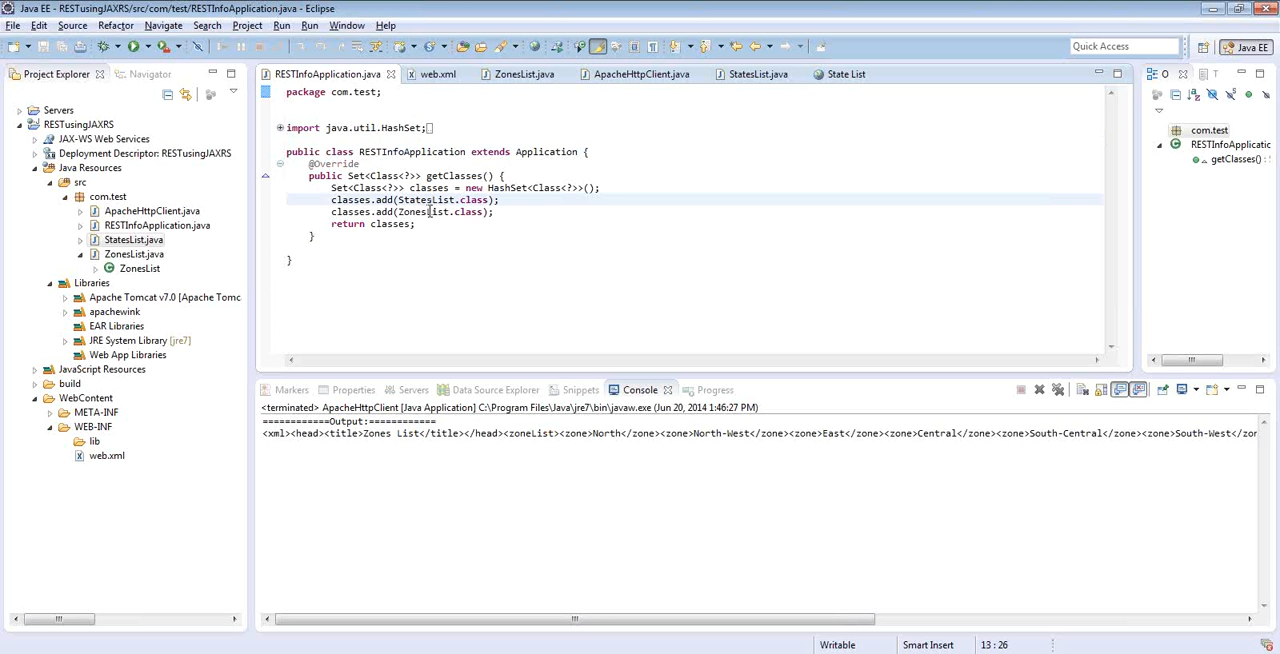 Java EE - RESTusingJAXRS/src/com/test/RESTInfoApplication.java - Eclipse
File Edit Source Refactor Navigate Search Project Run Run Window Help
Quick Access
Java EE
Project Explorer
Navigator
RESTInfoApplication.java
web.xml
ZonesList.java
ApacheHttpClient.java
StatesList.java
State List
O
T
Servers
RESTusingJAXRS
JAX-WS Web Services
Deployment Descriptor: RESTusingJAXRS
Java Resources
src
com.test
ApacheHttpClient.java
RESTInfoApplication.java
StatesList.java
ZonesList.java
ZonesList
Libraries
Apache Tomcat v7.0 [Apache Tomc
apachewink
EAR Libraries
JRE System Library [jre7]
Web App Libraries
JavaScript Resources
build
WebContent
META-INF
WEB-INF
lib
web.xml
package com.test;
import java.util.HashSet;
public class RESTInfoApplication extends Application {
@Override
public Set<Class<?>> getClasses() {
Set<Class<?>> classes = new HashSet<Class<?>>();
classes.add(StatesList.class);
classes.add(ZonesList.class);
return classes;
}
}
com.test
RESTInfoApplicatic
getClasses() :
Markers
Properties
Servers
Data Source Explorer
Snippets
Console
Progress
<terminated> ApacheHttpClient [Java Application] C:\Program Files\Java\jre7\bin\javaw.exe (Jun 20, 2014 1:46:27 PM)
============Output:============
<xml><head><title>Zones List</title></head><zoneList><zone>North</zone><zone>North-West</zone><zone>East</zone><zone>Central</zone><zone>South-Central</zone><zone>South-West</zon
Writable
Smart Insert
13 : 26